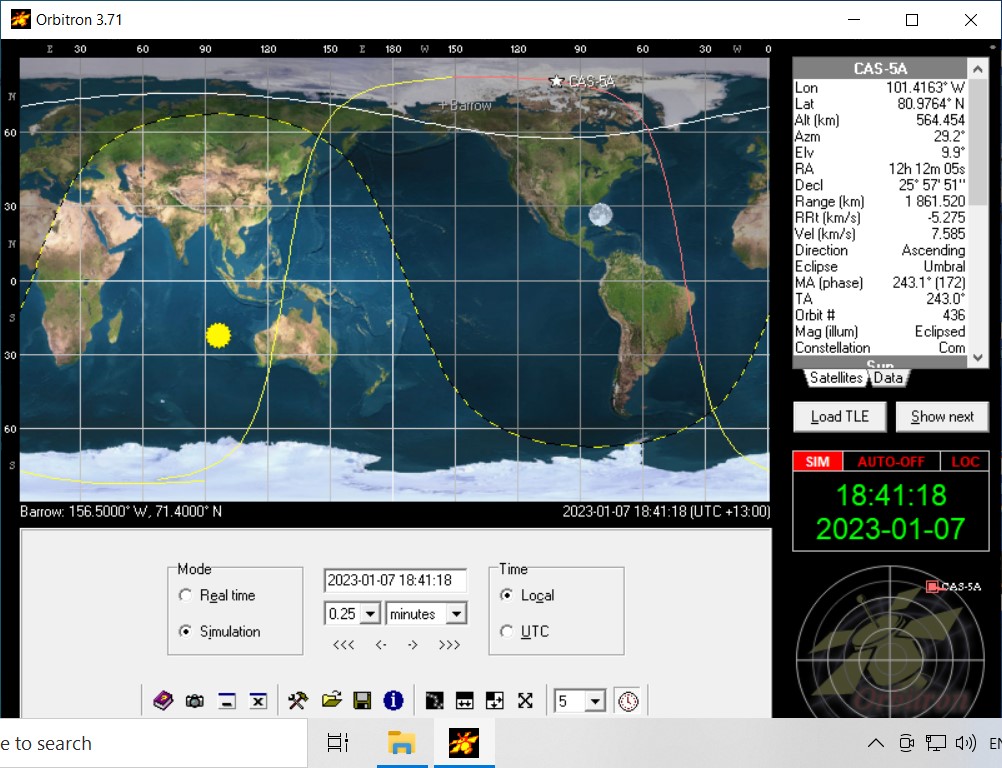 Orbitron 3.71
E 30 60 90 120 150 E 180 W 150 120 90 60 30 W 0
N
60
30
N
0
S
30
60
S
CAS-5A
Barrow
Barrow: 156.5000° W, 71.4000° N
2023-01-07 18:41:18 (UTC +13:00)
CAS-5A
Lon 101.4163° W
Lat 80.9764° N
Alt (km) 564.454
Azm 29.2°
Elv 9.9°
RA 12h 12m 05s
Decl 25° 57' 51''
Range (km) 1 861.520
RRt (km/s) -5.275
Vel (km/s) 7.585
Direction Ascending
Eclipse Umbral
MA (phase) 243.1° (172)
TA 243.0°
Orbit # 436
Mag (illum) Eclipsed
Constellation Com
Sun
Satellites Data
Load TLE Show next
SIM AUTO-OFF LOC
18:41:18
2023-01-07
CAS-5A
Orbitron
Mode
Real time
Simulation
2023-01-07 18:41:18
0.25 minutes
<<< <- -> >>>
Time
Local
UTC
5
e to search
EN